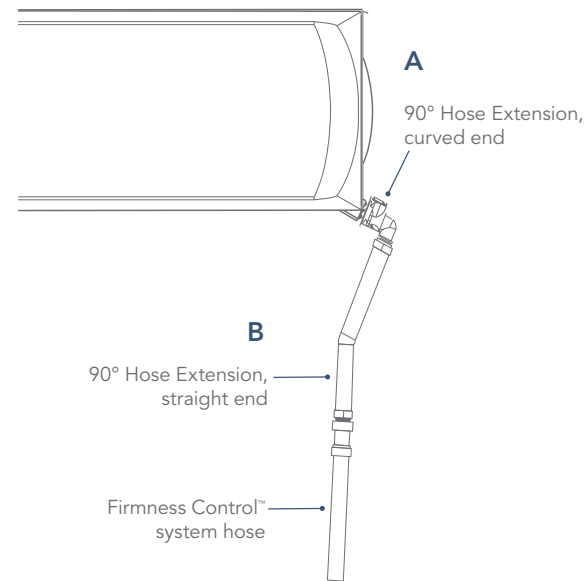 A
90° Hose Extension,
curved end
B
90° Hose Extension,
straight end
Firmness Control™
system hose